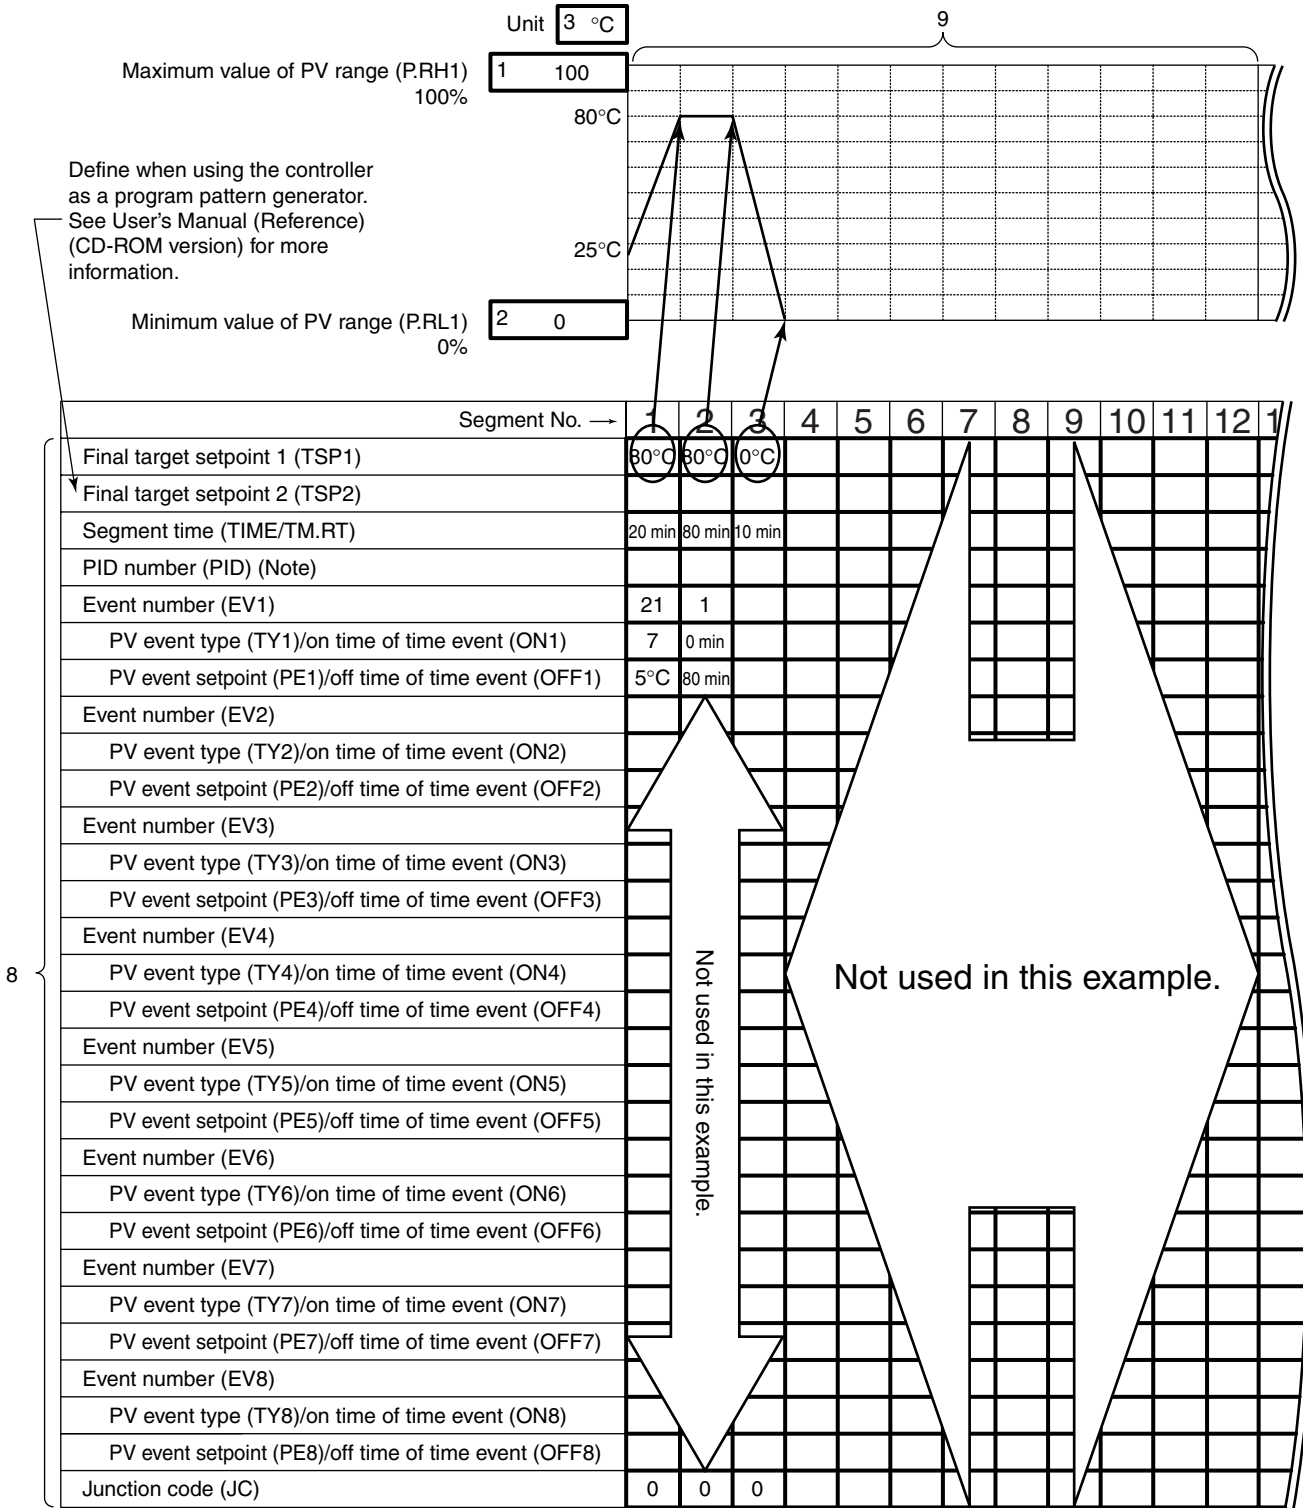 Unit 3 °C
9
Maximum value of PV range (P.RH1) 1 100
100%
80°C
Define when using the controller
as a program pattern generator.
See User's Manual (Reference)
(CD-ROM version) for more
information.
25°C
Minimum value of PV range (P.RL1) 2 0
0%
Segment No. → 1 2 3 4 5 6 7 8 9 10 11 12 1
Final target setpoint 1 (TSP1) 80°C 80°C 0°C
Final target setpoint 2 (TSP2)
Segment time (TIME/TM.RT) 20 min 80 min 10 min
PID number (PID) (Note)
Event number (EV1) 21 1
PV event type (TY1)/on time of time event (ON1) 7 0 min
PV event setpoint (PE1)/off time of time event (OFF1) 5°C 80 min
Event number (EV2)
PV event type (TY2)/on time of time event (ON2)
PV event setpoint (PE2)/off time of time event (OFF2)
Event number (EV3)
PV event type (TY3)/on time of time event (ON3)
PV event setpoint (PE3)/off time of time event (OFF3)
Event number (EV4)
8
PV event type (TY4)/on time of time event (ON4)
Not used in this example.
Not used in this example.
PV event setpoint (PE4)/off time of time event (OFF4)
Event number (EV5)
PV event type (TY5)/on time of time event (ON5)
PV event setpoint (PE5)/off time of time event (OFF5)
Event number (EV6)
PV event type (TY6)/on time of time event (ON6)
PV event setpoint (PE6)/off time of time event (OFF6)
Event number (EV7)
PV event type (TY7)/on time of time event (ON7)
PV event setpoint (PE7)/off time of time event (OFF7)
Event number (EV8)
PV event type (TY8)/on time of time event (ON8)
PV event setpoint (PE8)/off time of time event (OFF8)
Junction code (JC) 0 0 0